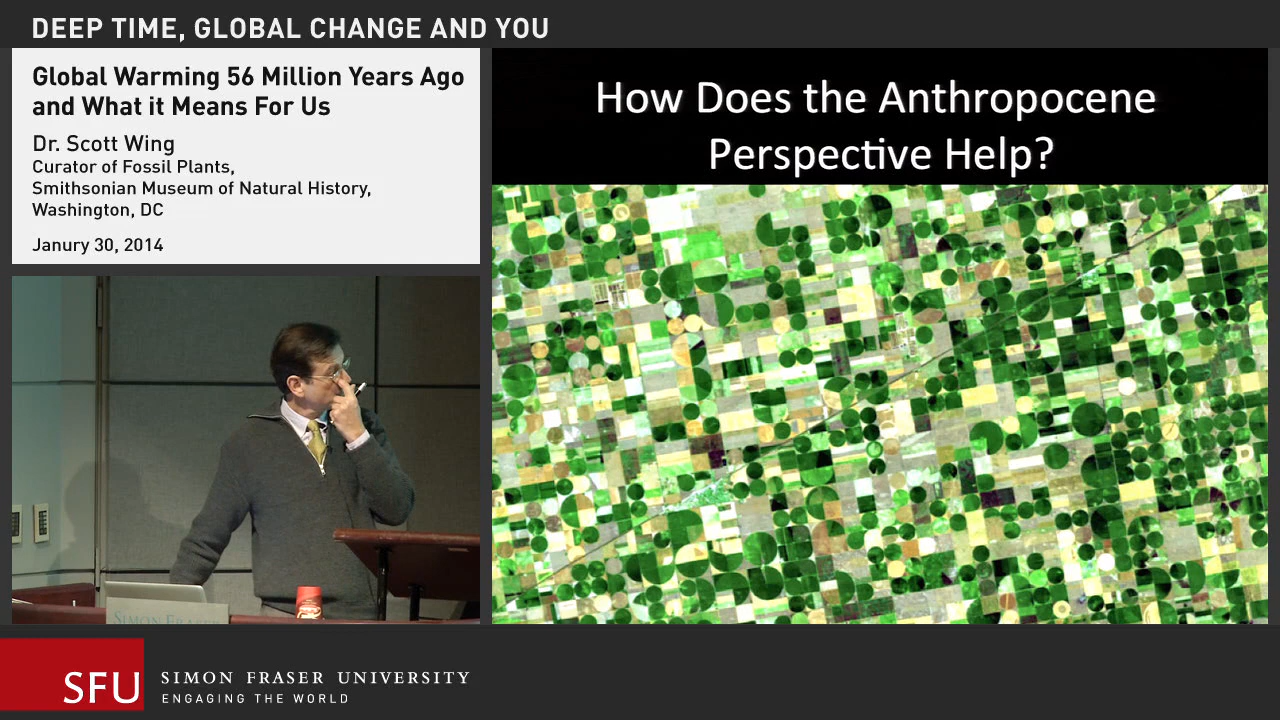 DEEP TIME, GLOBAL CHANGE AND YOU
Global Warming 56 Million Years Ago
and What it Means For Us
Dr. Scott Wing
Curator of Fossil Plants,
Smithsonian Museum of Natural History,
Washington, DC
Janury 30, 2014
How Does the Anthropocene
Perspective Help?
SIMON FRASER
SFU
SIMON FRASER UNIVERSITY
ENGAGING THE WORLD